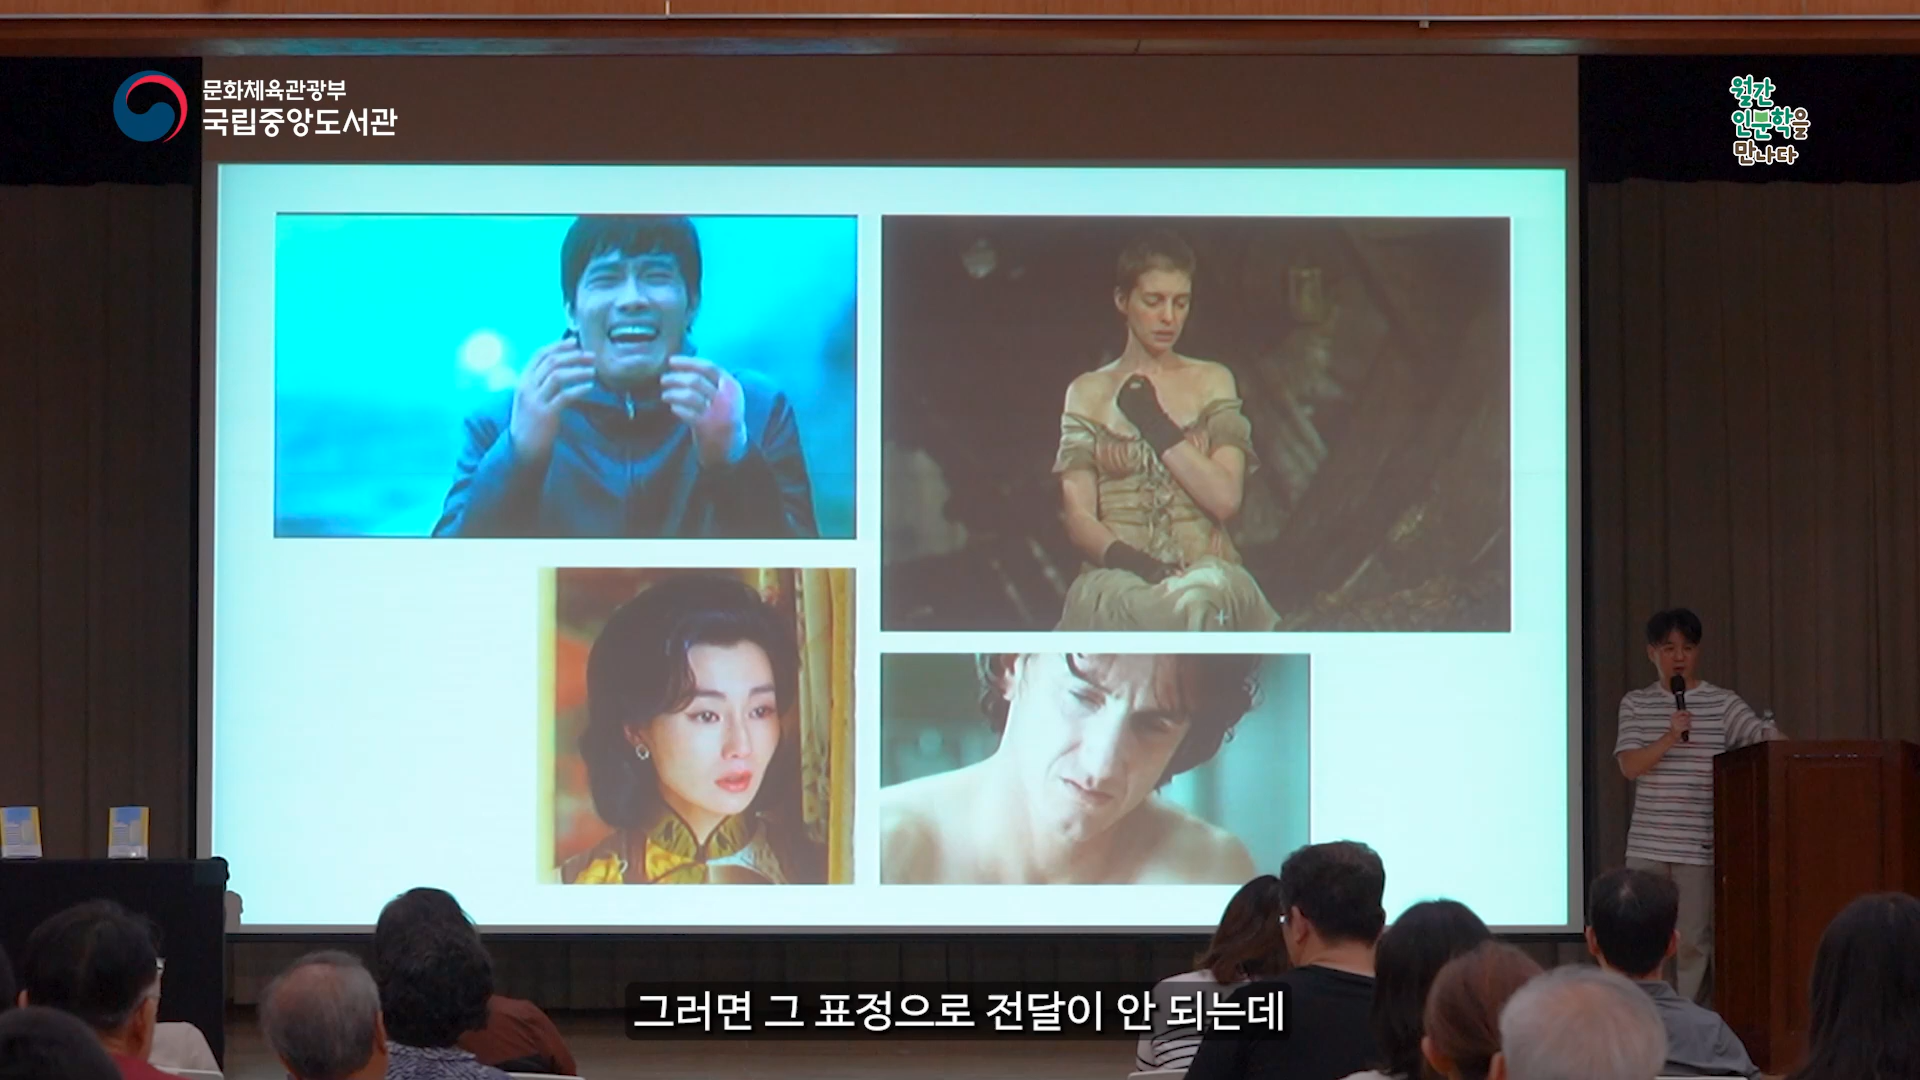 문화체육관광부
국립중앙도서관
월간
인문학을
만나다
그러면 그 표정으로 전달이 안 되는데